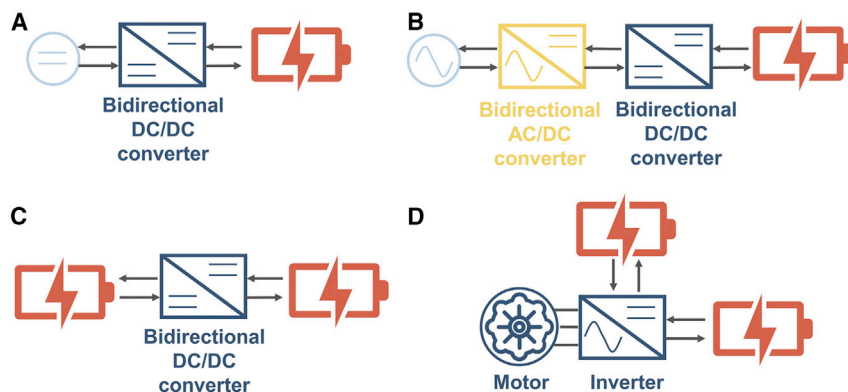 A
Bidirectional
DC/DC
converter
B
Bidirectional
AC/DC
converter
Bidirectional
DC/DC
converter
C
Bidirectional
DC/DC
converter
D
Motor
Inverter